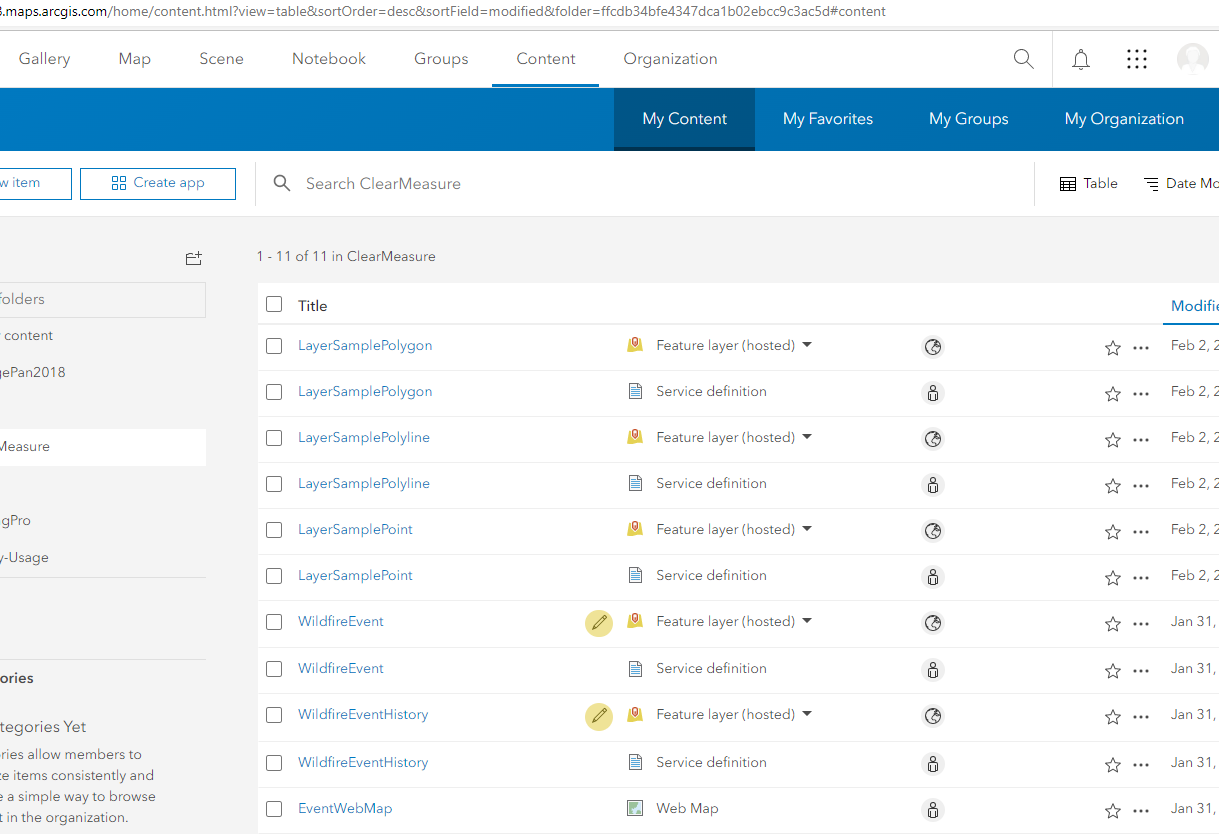 3.maps.arcgis.com/home/content.html?view=table&sortOrder=desc&sortField=modified&folder=ffcdb34bfe4347dca1b02ebcc9c3ac5d#content
Gallery Map Scene Notebook Groups Content Organization
My Content My Favorites My Groups My Organization
w item Create app Search ClearMeasure Table Date Mo
1 - 11 of 11 in ClearMeasure
folders
Title Modifie
content
LayerSamplePolygon Feature layer (hosted) Feb 2, 2
gePan2018
LayerSamplePolygon Service definition Feb 2, 2
LayerSamplePolyline Feature layer (hosted) Feb 2, 2
Measure
LayerSamplePolyline Service definition Feb 2, 2
gPro
LayerSamplePoint Feature layer (hosted) Feb 2, 2
y-Usage
LayerSamplePoint Service definition Feb 2, 2
WildfireEvent Feature layer (hosted) Jan 31,
WildfireEvent Service definition Jan 31,
ories
WildfireEventHistory Feature layer (hosted) Jan 31,
tegories Yet
ries allow members to
WildfireEventHistory Service definition Jan 31,
ze items consistently and
e a simple way to browse
EventWebMap Web Map Jan 31,
t in the organization.